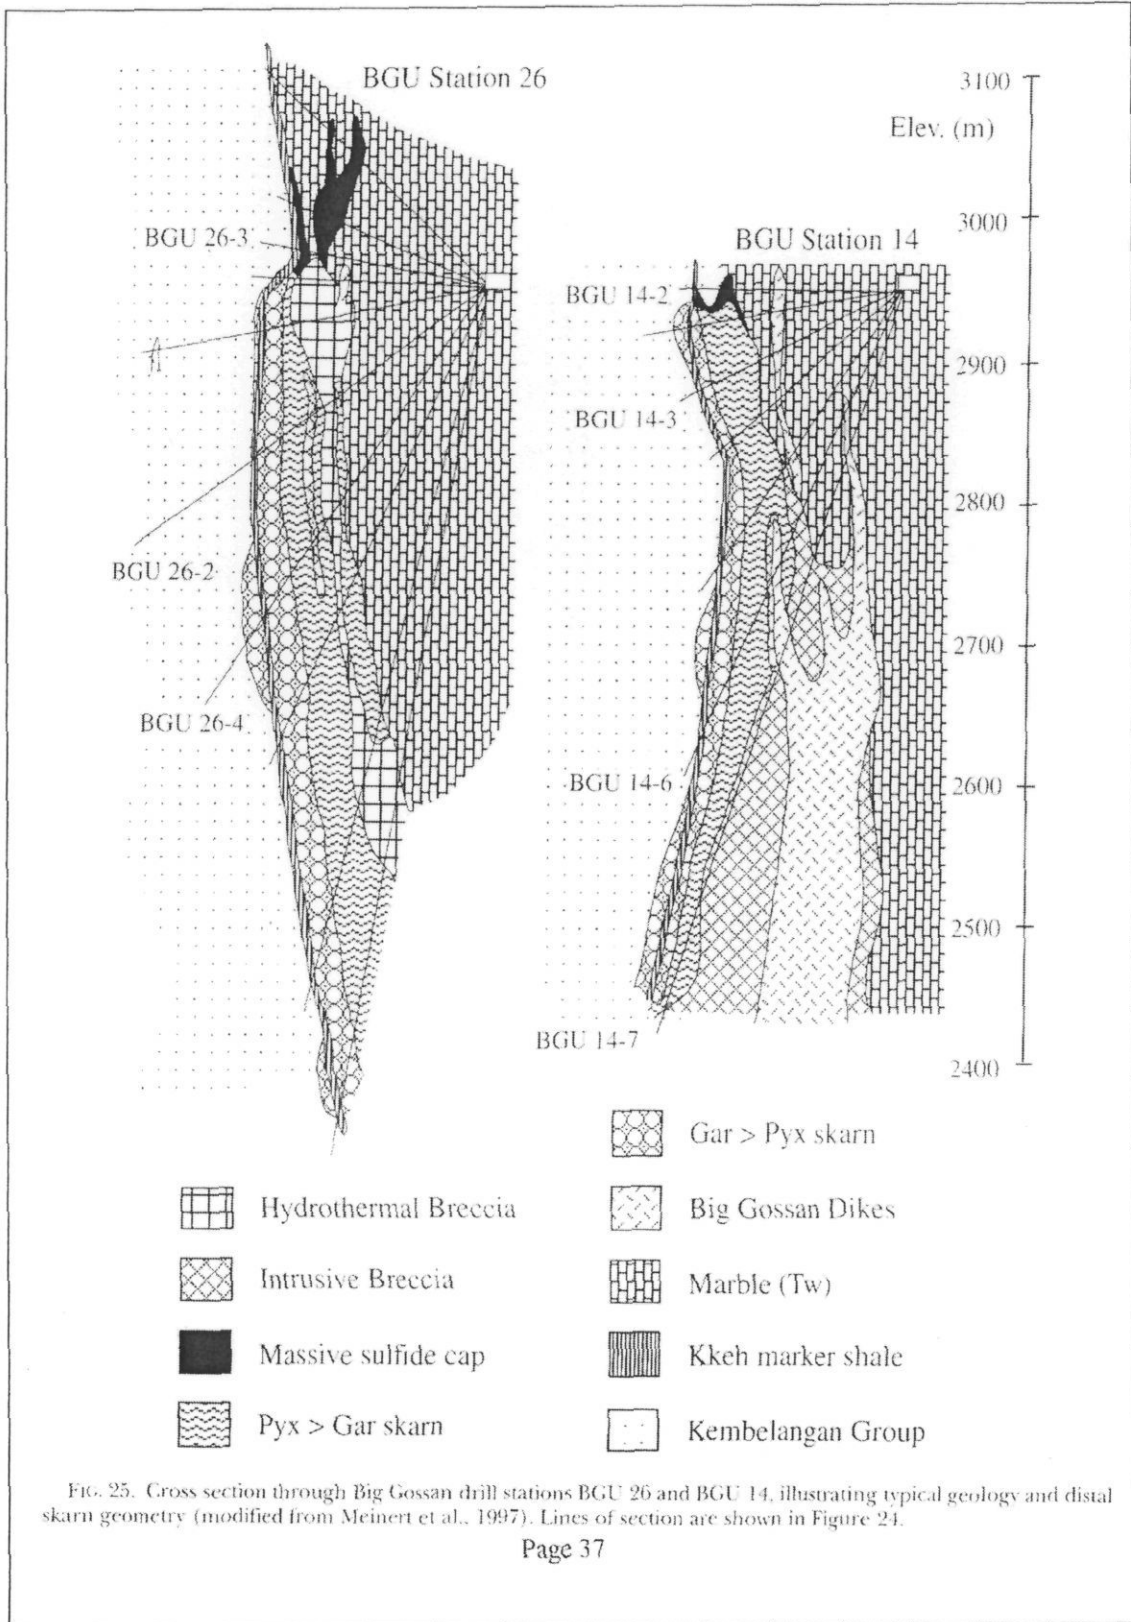 BGU Station 26
3100
Elev. (m)
3000
BGU 26-3
BGU Station 14
BGU 14-2
2900
BGU 14-3
2800
BGU 26-2
2700
BGU 26-4
BGU 14-6
2600
2500
BGU 14-7
2400
Gar > Pyx skarn
Hydrothermal Breccia
Big Gossan Dikes
Intrusive Breccia
Marble (Tw)
Massive sulfide cap
Kkeh marker shale
Pyx > Gar skarn
Kembelangan Group
FIG. 25. Cross section through Big Gossan drill stations BGU 26 and BGU 14, illustrating typical geology and distal
skarn geometry (modified from Meinert et al., 1997). Lines of section are shown in Figure 24.
Page 37